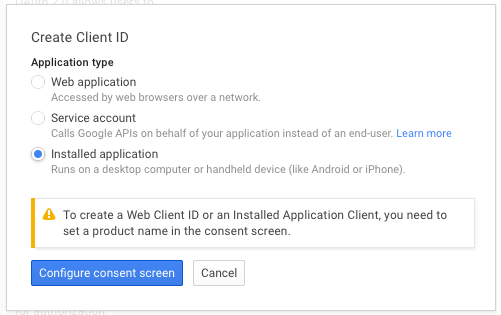 OAuth 2.0 allows users to
Create Client ID
Application type
Web application
Accessed by web browsers over a network.
Service account
Calls Google APIs on behalf of your application instead of an end-user. Learn more
Installed application
Runs on a desktop computer or handheld device (like Android or iPhone).
To create a Web Client ID or an Installed Application Client, you need to
set a product name in the consent screen.
Configure consent screen
Cancel
for authorization.